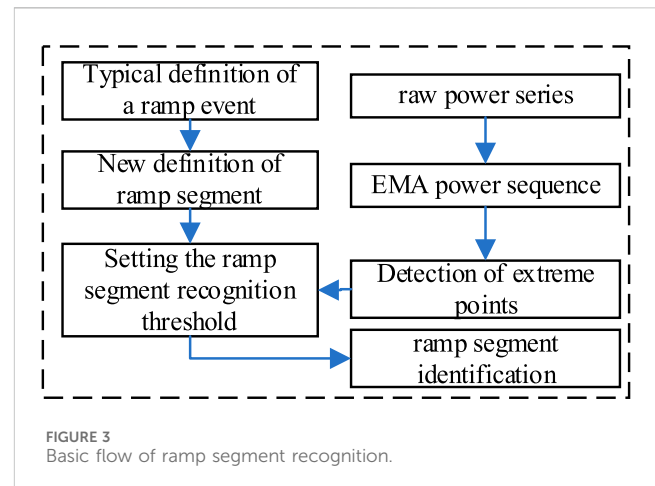 Typical definition of
a ramp event
New definition of
ramp segment
Setting the ramp
segment recognition
threshold
raw power series
EMA power sequence
Detection of extreme
points
ramp segment
identification
FIGURE 3
Basic flow of ramp segment recognition.